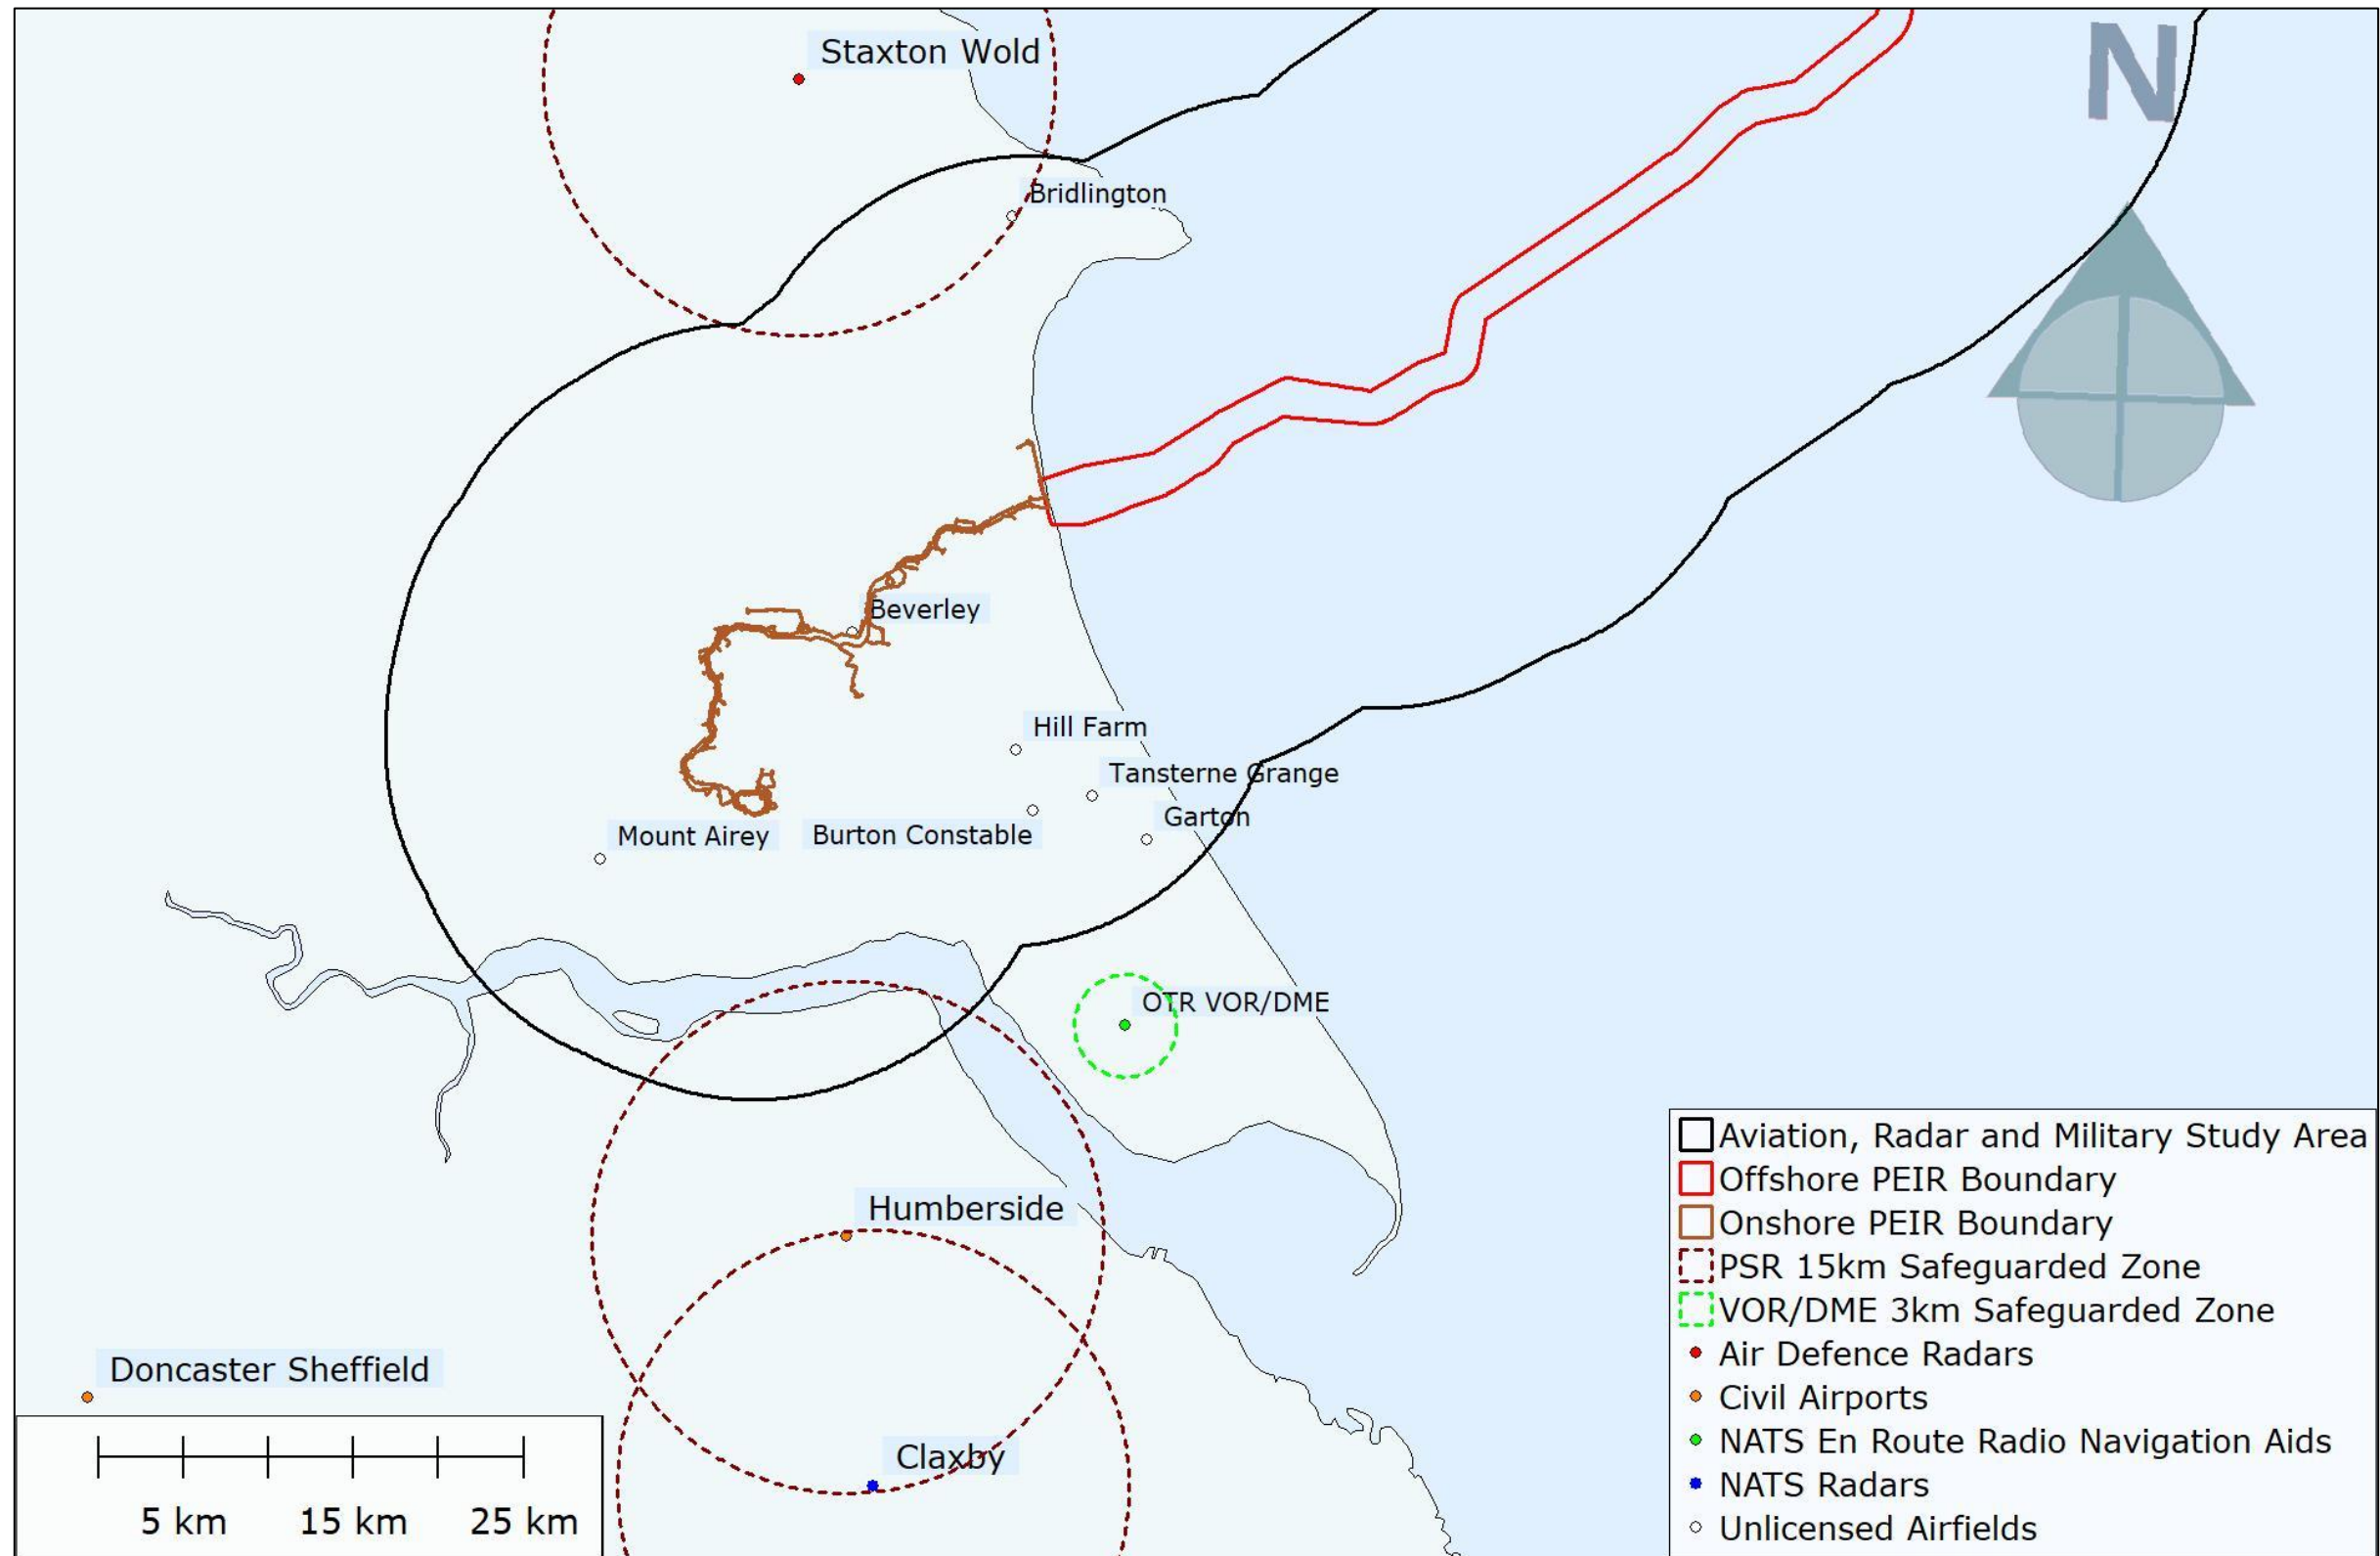 N
Staxton Wold
Bridlington
Beverley
Hill Farm
Tansterne Grange
Garton
Mount Airey
Burton Constable
OTR VOR/DME
Humberside
Doncaster Sheffield
Claxby
5 km
15 km
25 km
Aviation, Radar and Military Study Area
Offshore PEIR Boundary
Onshore PEIR Boundary
PSR 15km Safeguarded Zone
VOR/DME 3km Safeguarded Zone
Air Defence Radars
Civil Airports
NATS En Route Radio Navigation Aids
NATS Radars
Unlicensed Airfields